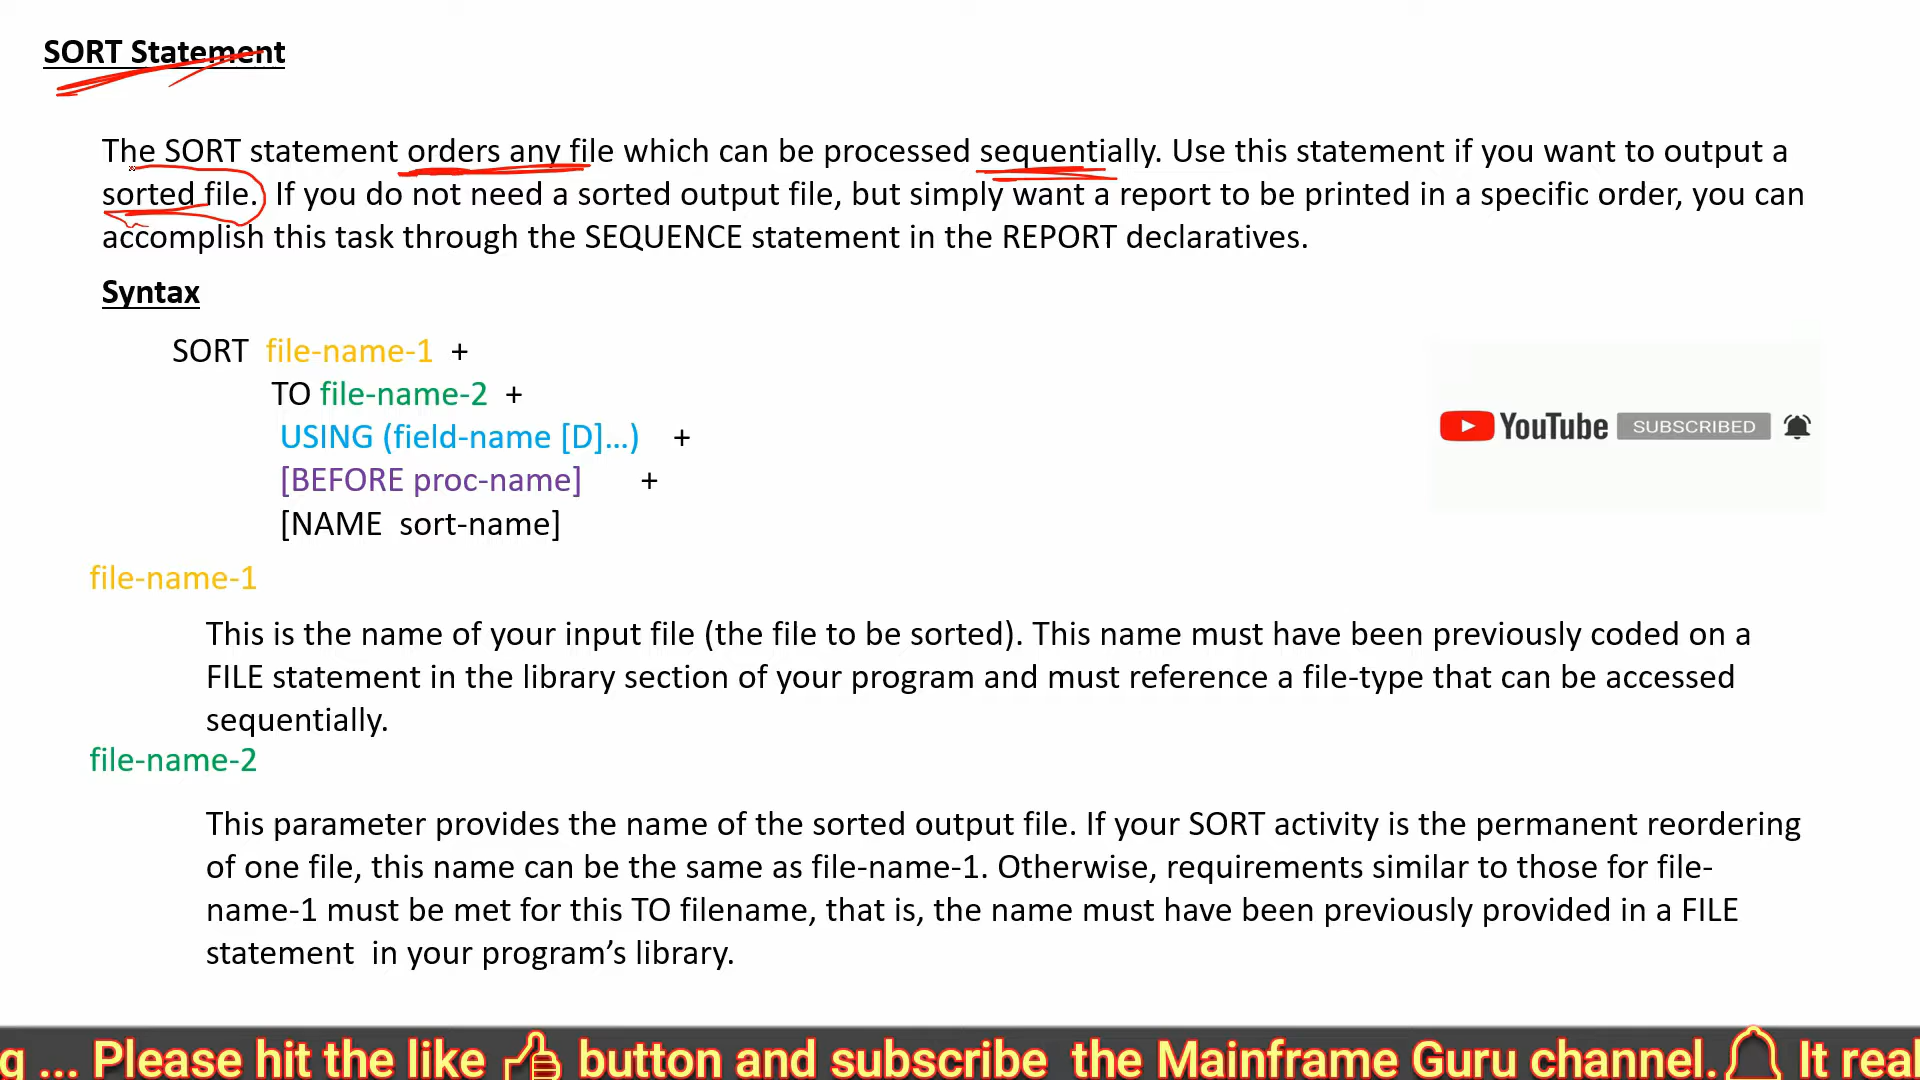 SORT Statement
The SORT statement orders any file which can be processed sequentially. Use this statement if you want to output a
sorted file. If you do not need a sorted output file, but simply want a report to be printed in a specific order, you can
accomplish this task through the SEQUENCE statement in the REPORT declaratives.
Syntax
SORT file-name-1 +
TO file-name-2 +
USING (field-name [D]...) +
[BEFORE proc-name] +
[NAME sort-name]
YouTube SUBSCRIBED
file-name-1
This is the name of your input file (the file to be sorted). This name must have been previously coded on a
FILE statement in the library section of your program and must reference a file-type that can be accessed
sequentially.
file-name-2
This parameter provides the name of the sorted output file. If your SORT activity is the permanent reordering
of one file, this name can be the same as file-name-1. Otherwise, requirements similar to those for file-
name-1 must be met for this TO filename, that is, the name must have been previously provided in a FILE
statement in your program’s library.
g ... Please hit the like button and subscribe the Mainframe Guru channel. It real